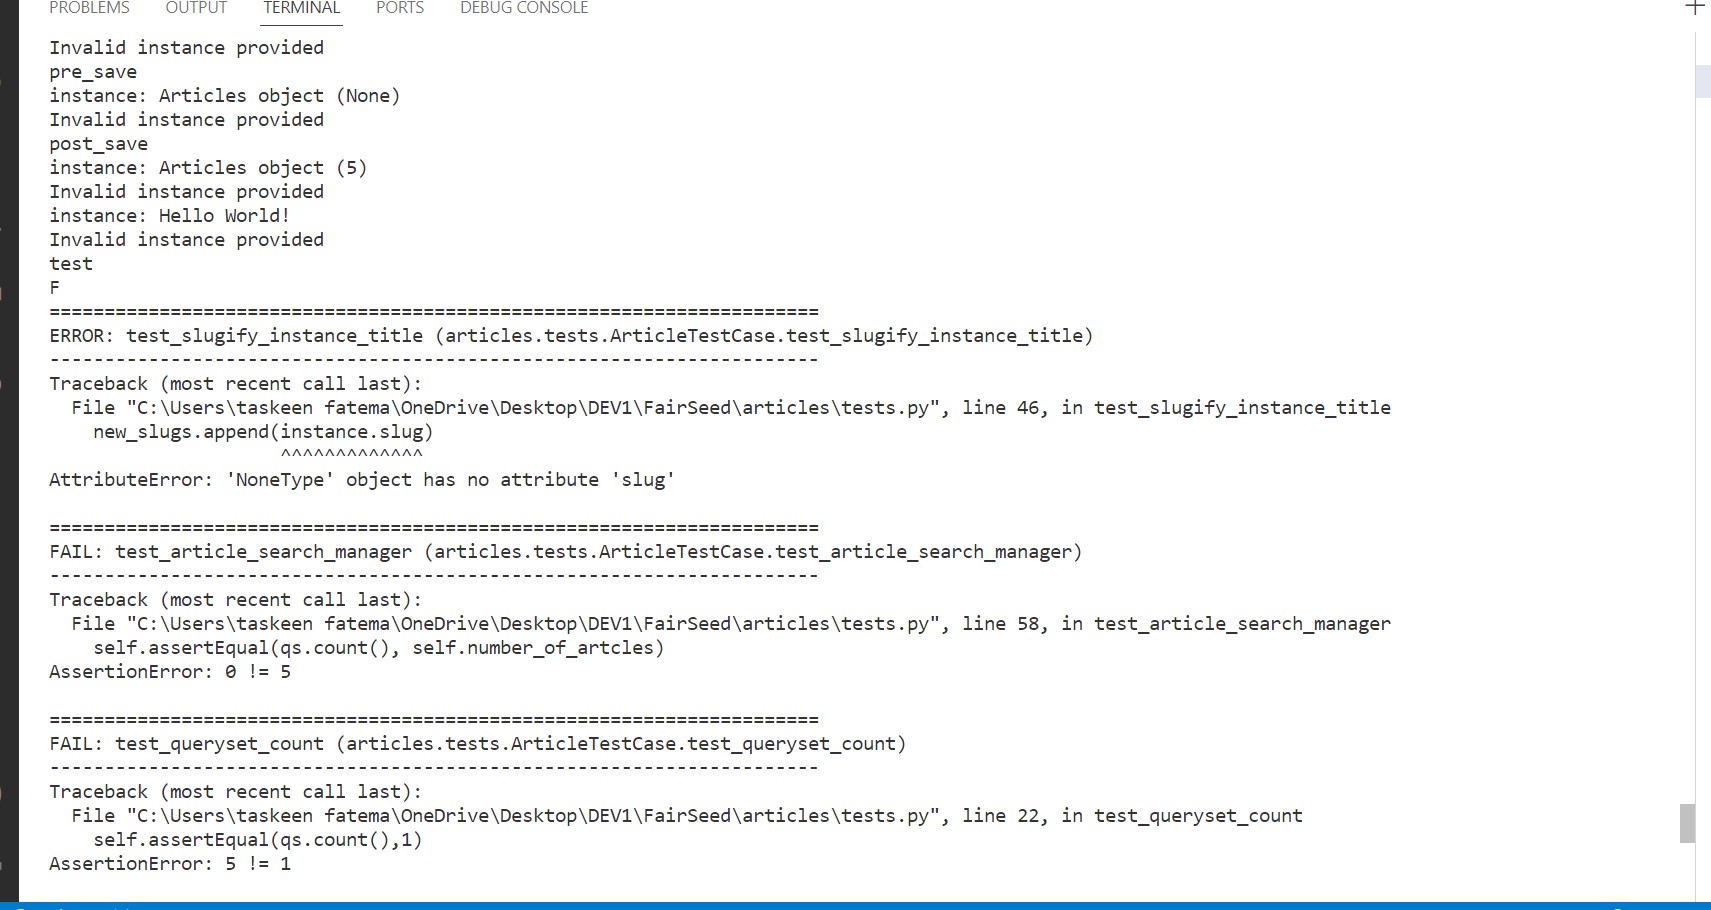 PROBLEMS OUTPUT TERMINAL PORTS DEBUG CONSOLE
Invalid instance provided
pre_save
instance: Articles object (None)
Invalid instance provided
post_save
instance: Articles object (5)
Invalid instance provided
instance: Hello World!
Invalid instance provided
test
F
======================================================================
ERROR: test_slugify_instance_title (articles.tests.ArticleTestCase.test_slugify_instance_title)
----------------------------------------------------------------------
Traceback (most recent call last):
  File "C:\Users\taskeen fatema\OneDrive\Desktop\DEV1\FairSeed\articles\tests.py", line 46, in test_slugify_instance_title
    new_slugs.append(instance.slug)
                     ^^^^^^^^^^^^^
AttributeError: 'NoneType' object has no attribute 'slug'

======================================================================
FAIL: test_article_search_manager (articles.tests.ArticleTestCase.test_article_search_manager)
----------------------------------------------------------------------
Traceback (most recent call last):
  File "C:\Users\taskeen fatema\OneDrive\Desktop\DEV1\FairSeed\articles\tests.py", line 58, in test_article_search_manager
    self.assertEqual(qs.count(), self.number_of_artcles)
AssertionError: 0 != 5

======================================================================
FAIL: test_queryset_count (articles.tests.ArticleTestCase.test_queryset_count)
----------------------------------------------------------------------
Traceback (most recent call last):
  File "C:\Users\taskeen fatema\OneDrive\Desktop\DEV1\FairSeed\articles\tests.py", line 22, in test_queryset_count
    self.assertEqual(qs.count(),1)
AssertionError: 5 != 1